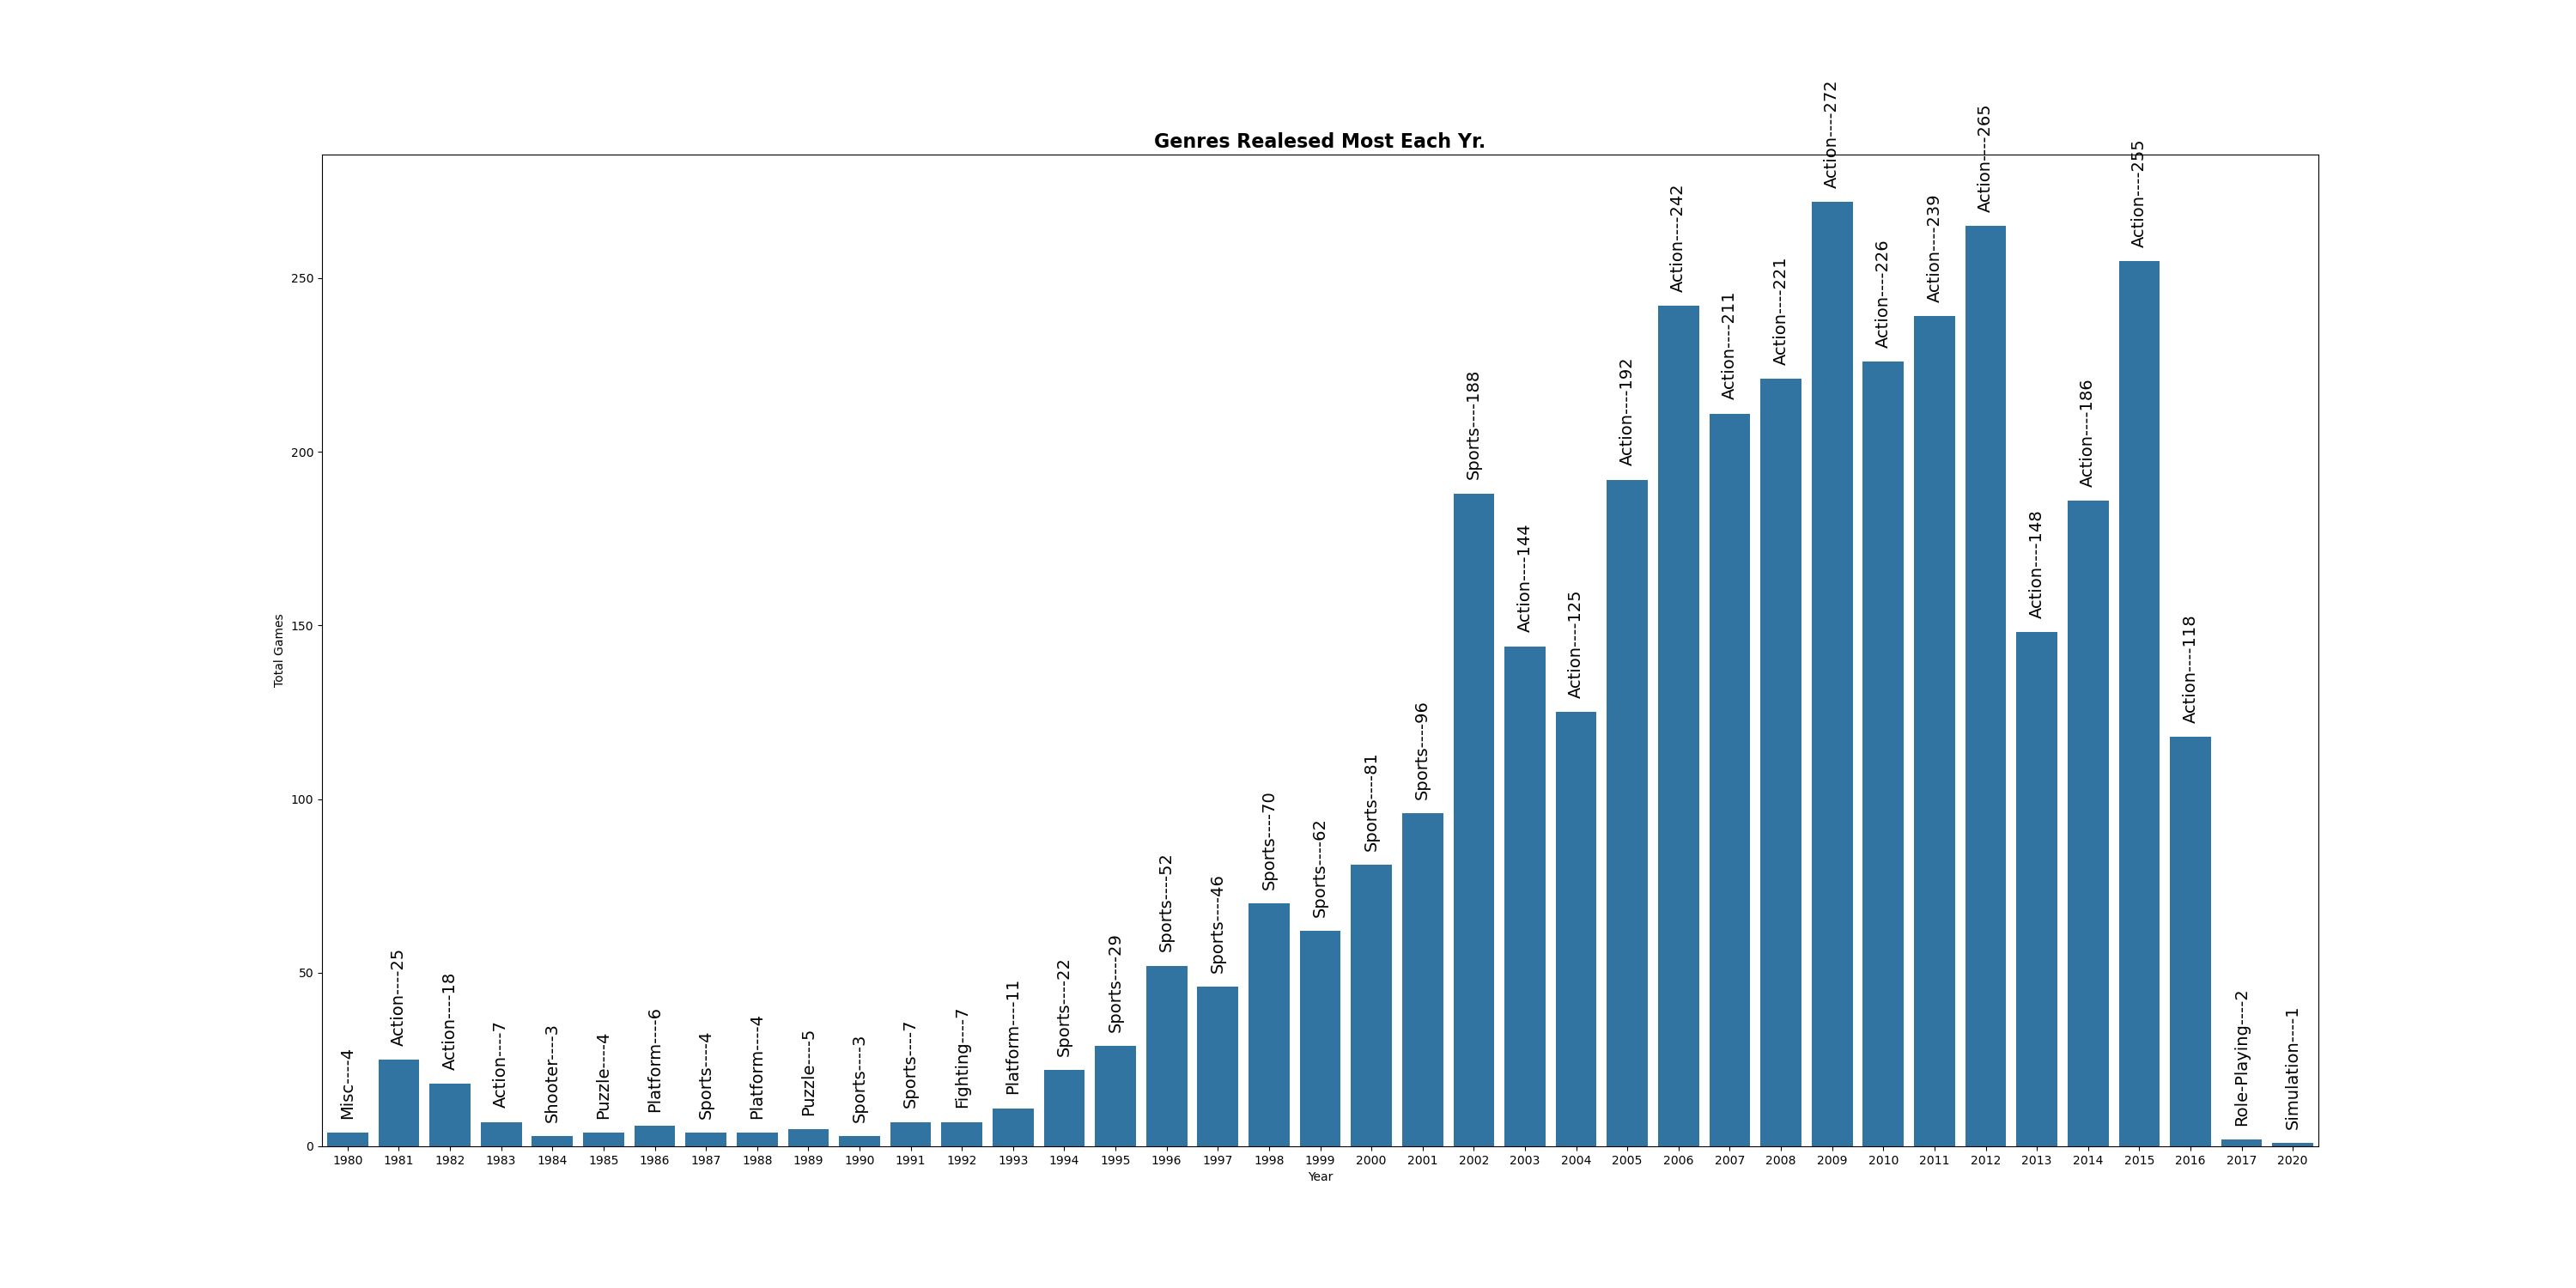 Genres Realesed Most Each Yr.
Total Games
250
200
150
100
50
0
Misc----4
Action----25
Action----18
Action----7
Shooter----3
Puzzle----4
Platform----6
Sports----4
Platform----4
Puzzle----5
Sports----3
Sports----7
Fighting----7
Platform----11
Sports----22
Sports----29
Sports----52
Sports----46
Sports----70
Sports----62
Sports----81
Sports----96
Sports----188
Action----144
Action----125
Action----192
Action----242
Action----211
Action----221
Action----272
Action----226
Action----239
Action----265
Action----148
Action----186
Action----255
Action----118
Role-Playing----2
Simulation----1
1980 1981 1982 1983 1984 1985 1986 1987 1988 1989 1990 1991 1992 1993 1994 1995 1996 1997 1998 1999 2000 2001 2002 2003 2004 2005 2006 2007 2008 2009 2010 2011 2012 2013 2014 2015 2016 2017 2020
Year